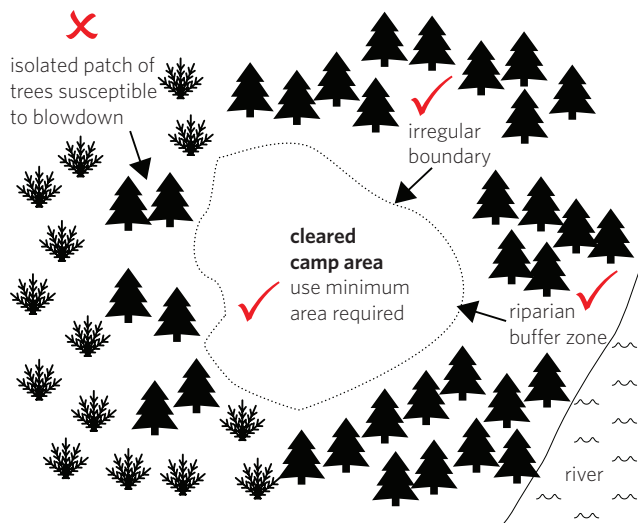 isolated patch of
trees susceptible
to blowdown
irregular
boundary
cleared
camp area
use minimum
area required
riparian
buffer zone
river